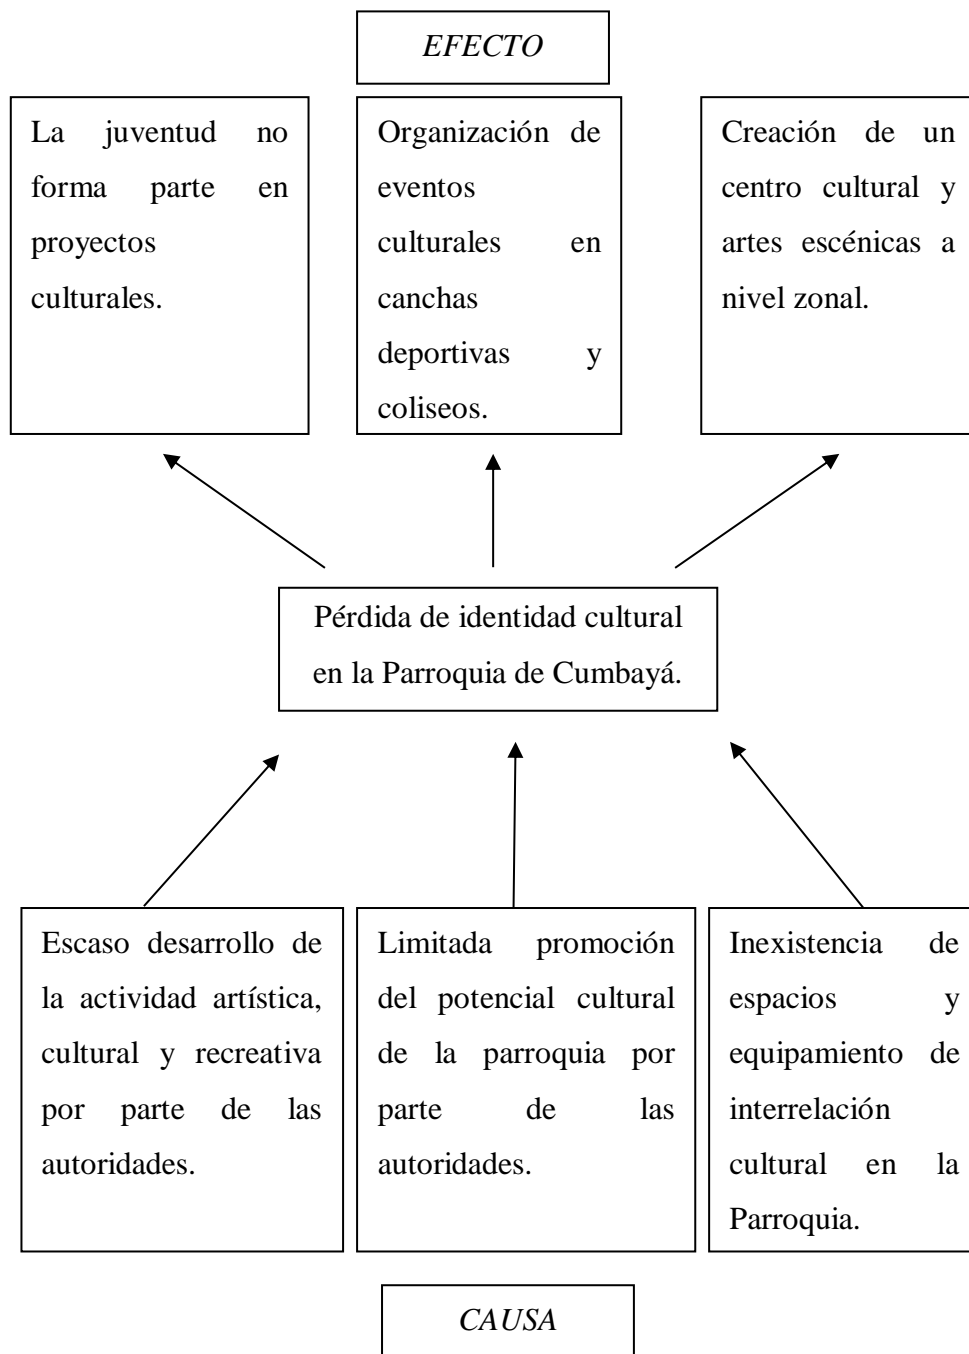 EFECTO
La juventud no
forma parte en
proyectos
culturales.
Organización de
eventos
culturales en
canchas
deportivas y
coliseos.
Creación de un
centro cultural y
artes escénicas a
nivel zonal.
Pérdida de identidad cultural
en la Parroquia de Cumbayá.
Escaso desarrollo de
la actividad artística,
cultural y recreativa
por parte de las
autoridades.
Limitada promoción
del potencial cultural
de la parroquia por
parte de las
autoridades.
Inexistencia de
espacios y
equipamiento de
interrelación
cultural en la
Parroquia.
CAUSA